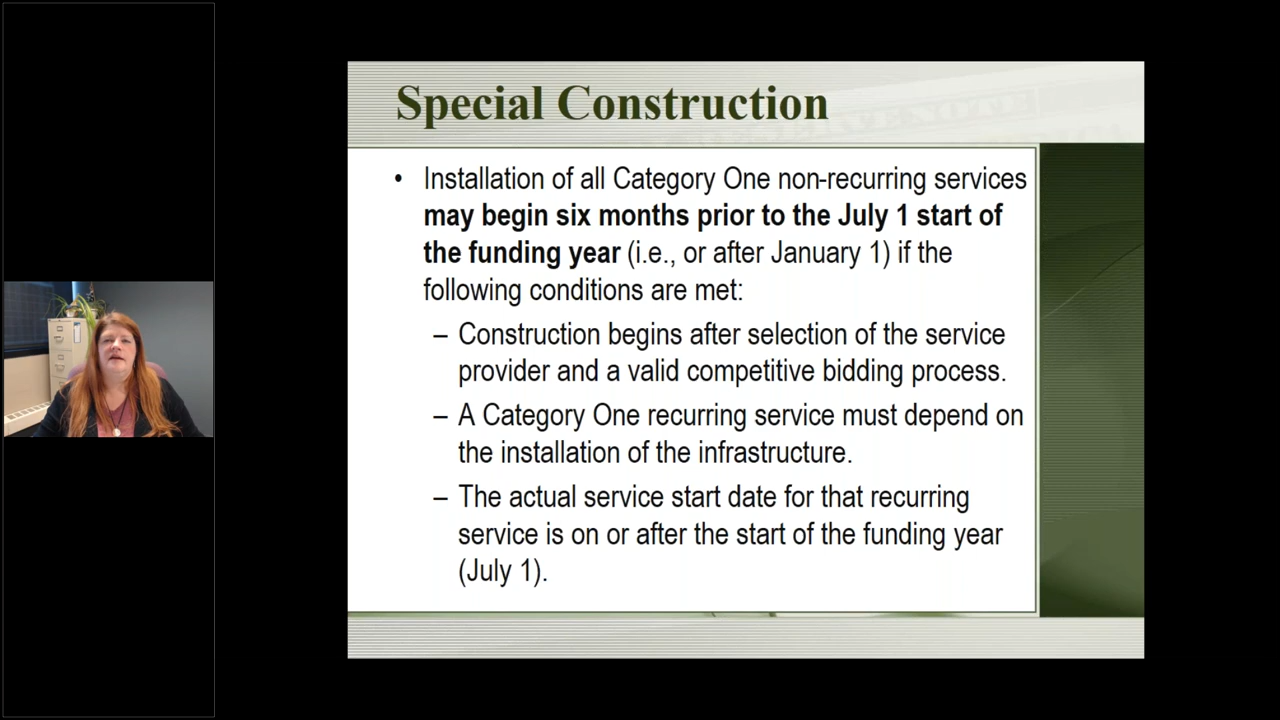 Special Construction
• Installation of all Category One non-recurring services
may begin six months prior to the July 1 start of
the funding year (i.e., or after January 1) if the
following conditions are met:
– Construction begins after selection of the service
provider and a valid competitive bidding process.
– A Category One recurring service must depend on
the installation of the infrastructure.
– The actual service start date for that recurring
service is on or after the start of the funding year
(July 1).